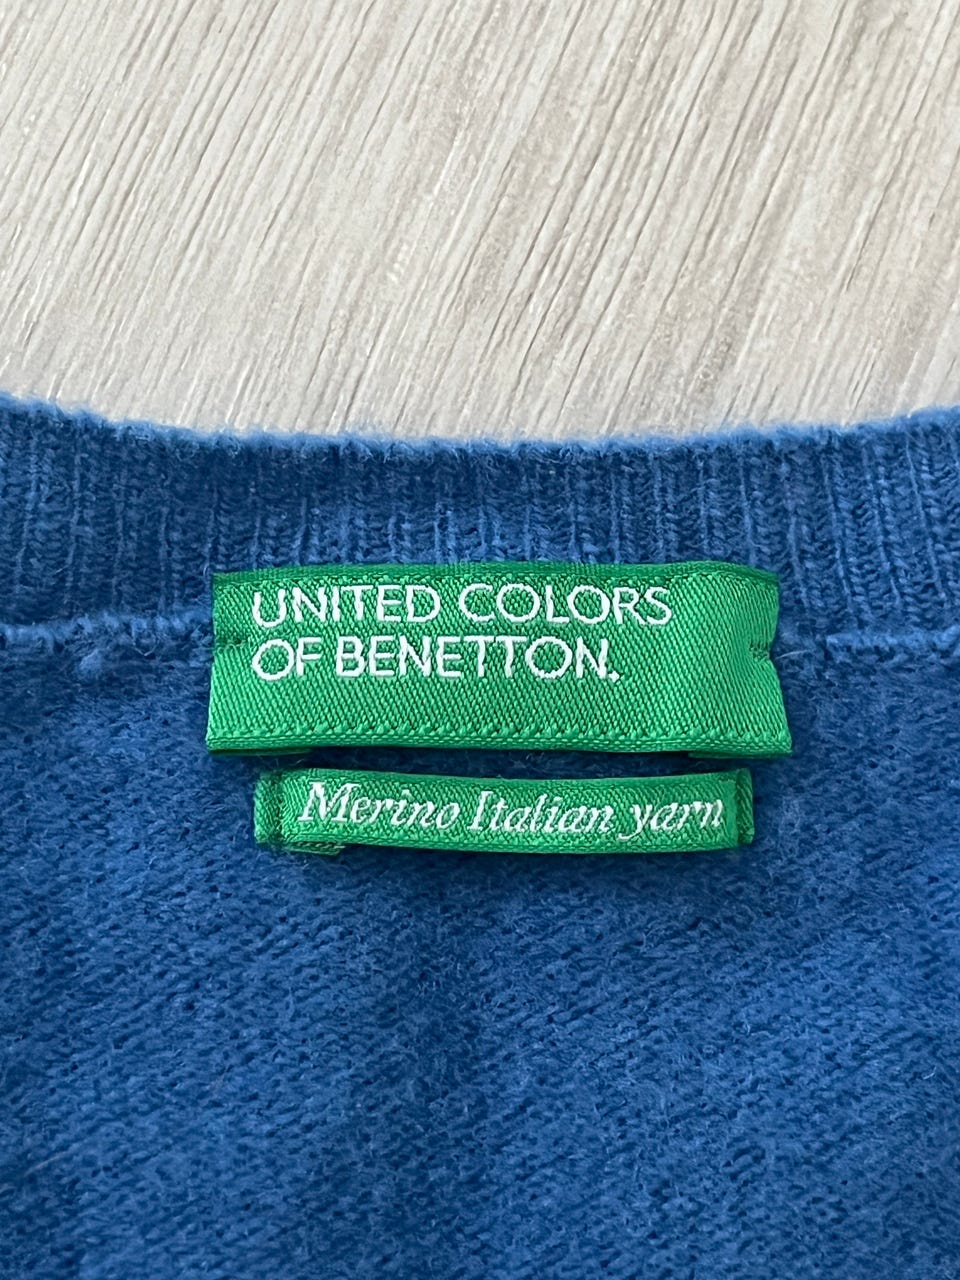 UNITED COLORS
OF BENETTON.
Merino Italian yarn